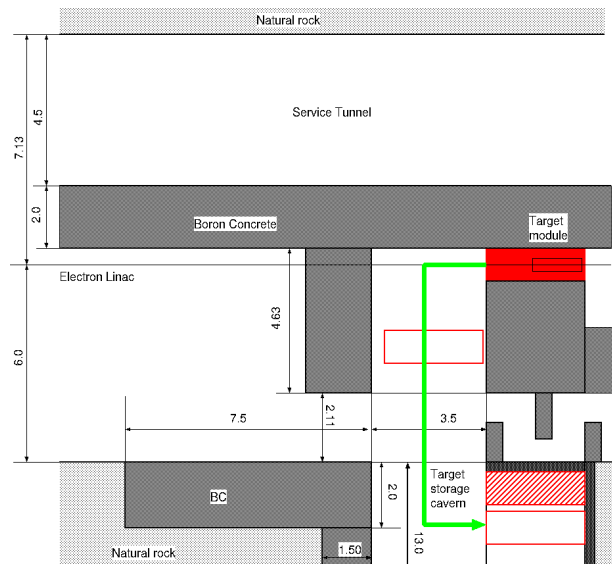 Natural rock
4.5
Service Tunnel
7.13
2.0
Boron Concrete
Target
module
Electron Linac
4.63
6.0
2.11
7.5
3.5
BC
2.0
Target
storage
cavern
13.0
1.50
Natural rock